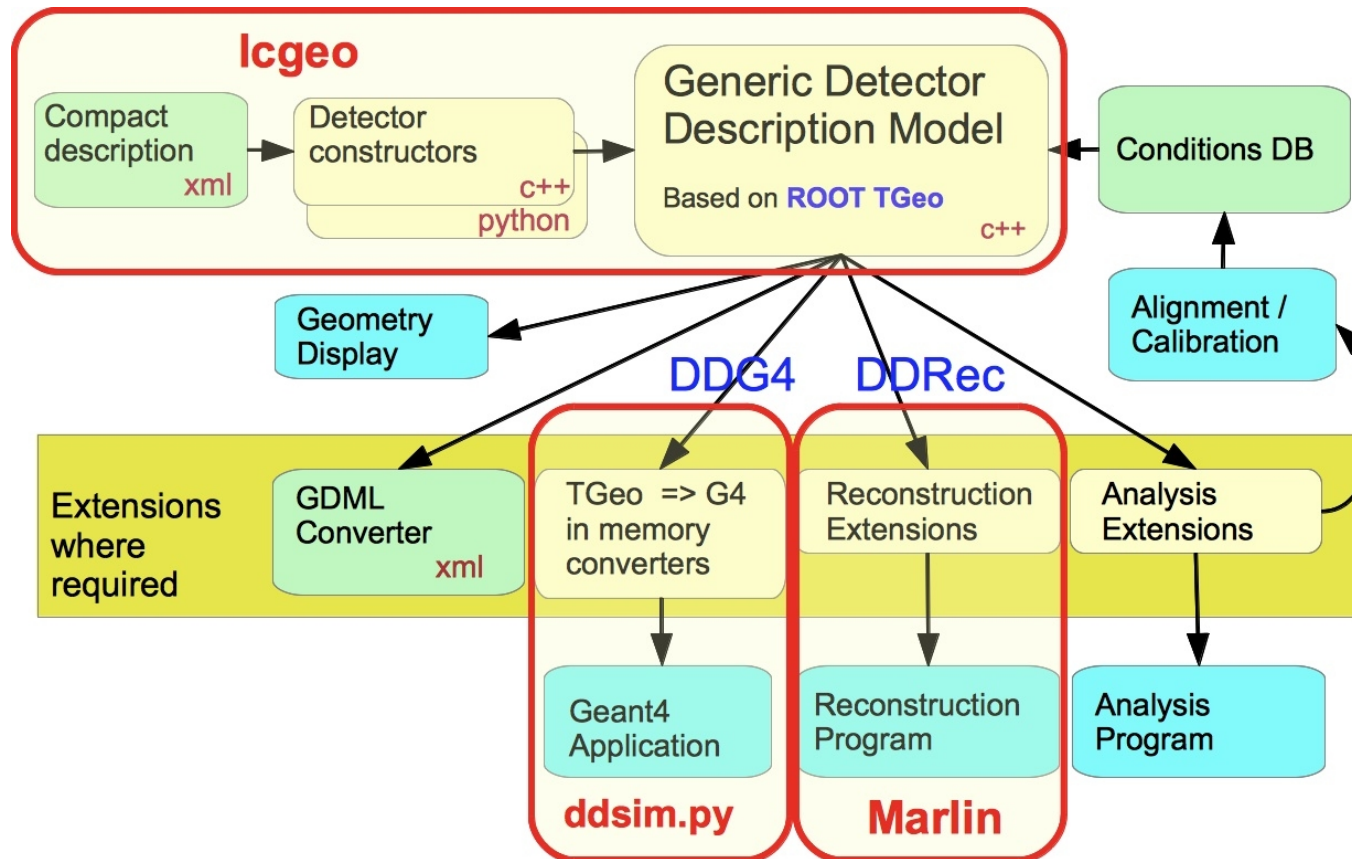 lcgeo
Compact
description
xml
Detector
constructors
c++
python
Generic Detector
Description Model
Based on ROOT TGeo
c++
Conditions DB
Geometry
Display
Alignment /
Calibration
DDG4
DDRec
Extensions
where
required
GDML
Converter
xml
TGeo => G4
in memory
converters
Reconstruction
Extensions
Analysis
Extensions
Geant4
Application
Reconstruction
Program
Analysis
Program
ddsim.py
Marlin